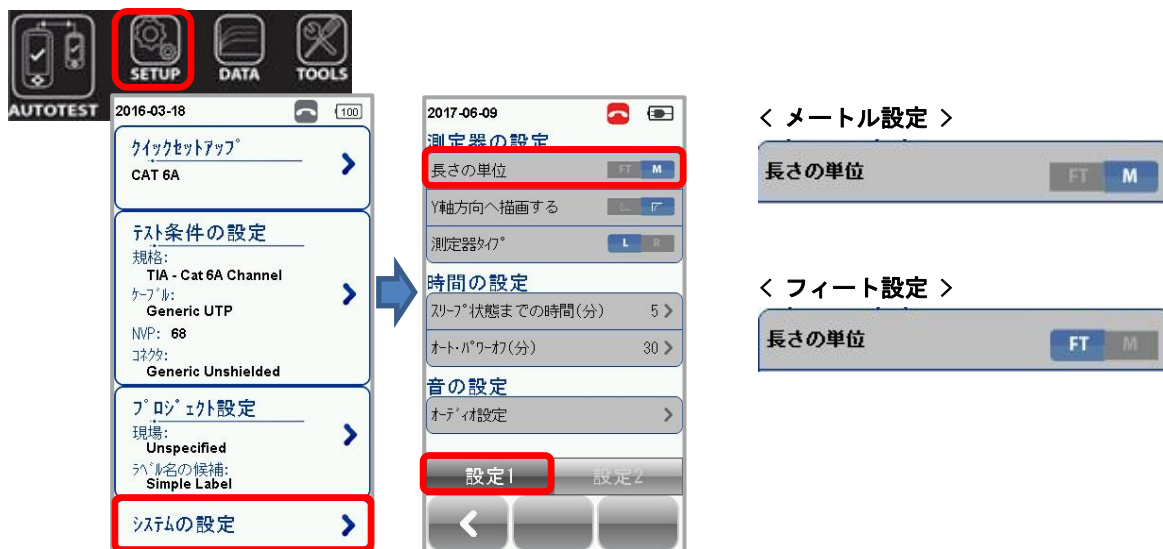 SETUP
DATA
TOOLS
AUTOTEST
2016-03-18
100
クイックセットアップ
CAT 6A
テスト条件の設定
規格:
TIA - Cat 6A Channel
ケーブル:
Generic UTP
NVP: 68
コネクタ:
Generic Unshielded
プロジェクト設定
現場:
Unspecified
ラベル名の候補:
Simple Label
システムの設定
2017-06-09
測定器の設定
長さの単位 FT M
Y軸方向へ描画する
測定器タイプ L R
時間の設定
スリープ状態までの時間(分) 5
オート・パワーオフ(分) 30
音の設定
オーディオ設定
設定1 設定2
< メートル設定 >
長さの単位 FT M
< フィート設定 >
長さの単位 FT M